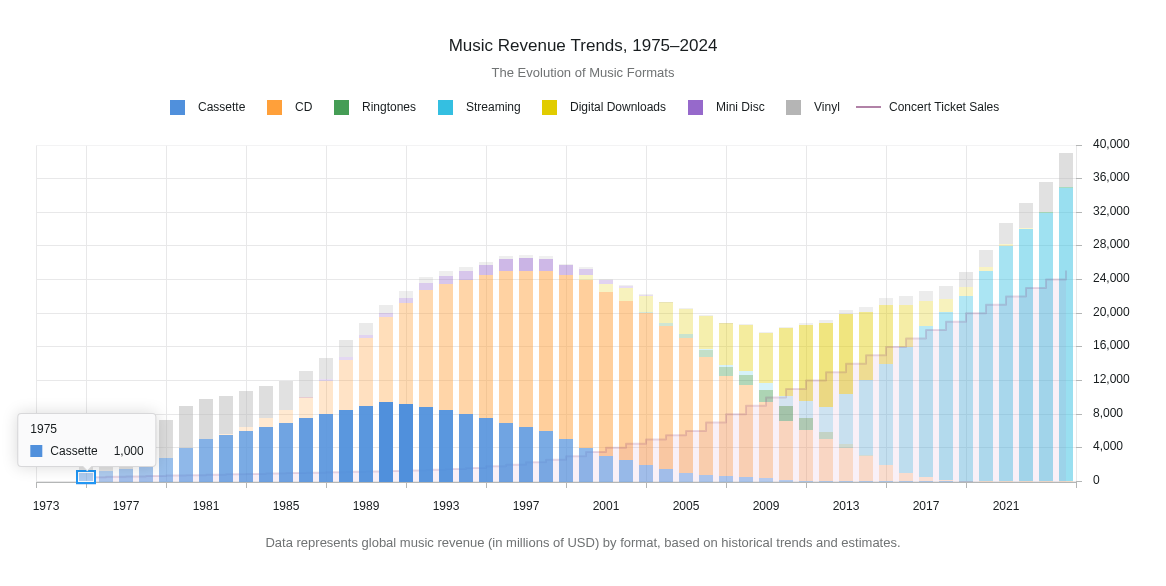 Music Revenue Trends, 1975–2024
The Evolution of Music Formats
Cassette CD Ringtones Streaming Digital Downloads Mini Disc Vinyl Concert Ticket Sales
40,000
36,000
32,000
28,000
24,000
20,000
16,000
12,000
8,000
4,000
0
1975
Cassette 1,000
1973 1977 1981 1985 1989 1993 1997 2001 2005 2009 2013 2017 2021
Data represents global music revenue (in millions of USD) by format, based on historical trends and estimates.